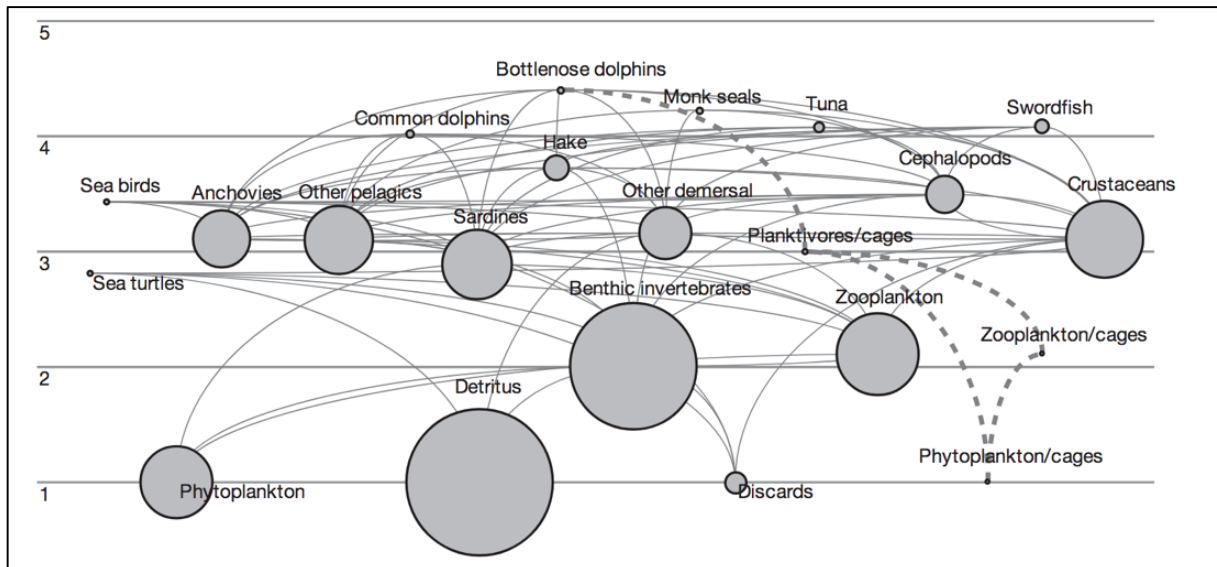 5
Bottlenose dolphins
Monk seals
Tuna
Swordfish
Common dolphins
4
Hake
Cephalopods
Sea birds
Anchovies
Other pelagics
Other demersal
Crustaceans
Sardines
Planktivores/cages
3
Sea turtles
Benthic invertebrates
Zooplankton
Zooplankton/cages
2
Detritus
Phytoplankton/cages
1
Phytoplankton
Discards